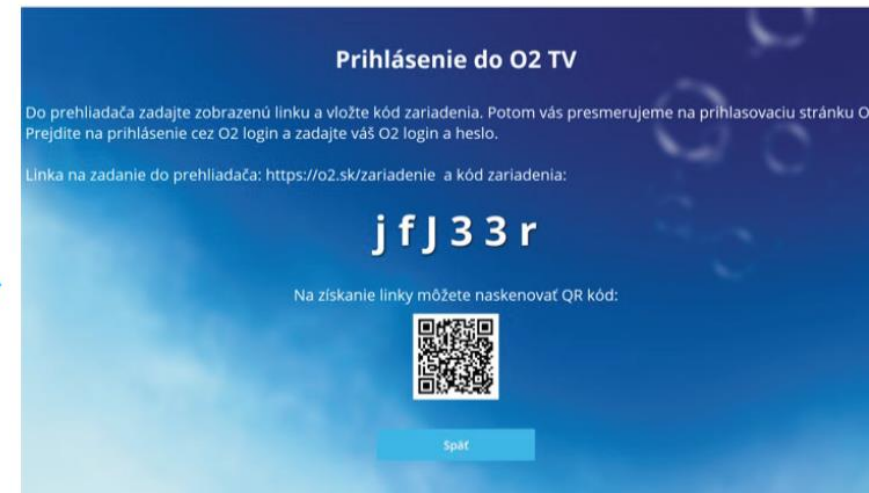 Prihlásenie do O2 TV
Do prehliadača zadajte zobrazenú linku a vložte kód zariadenia. Potom vás presmerujeme na prihlasovaciu stránku O
Prejdite na prihlásenie cez O2 login a zadajte váš O2 login a heslo.
Linka na zadanie do prehliadača: https://o2.sk/zariadenie a kód zariadenia:
j f J 3 3 r
Na získanie linky môžete naskenovať QR kód:
Späť